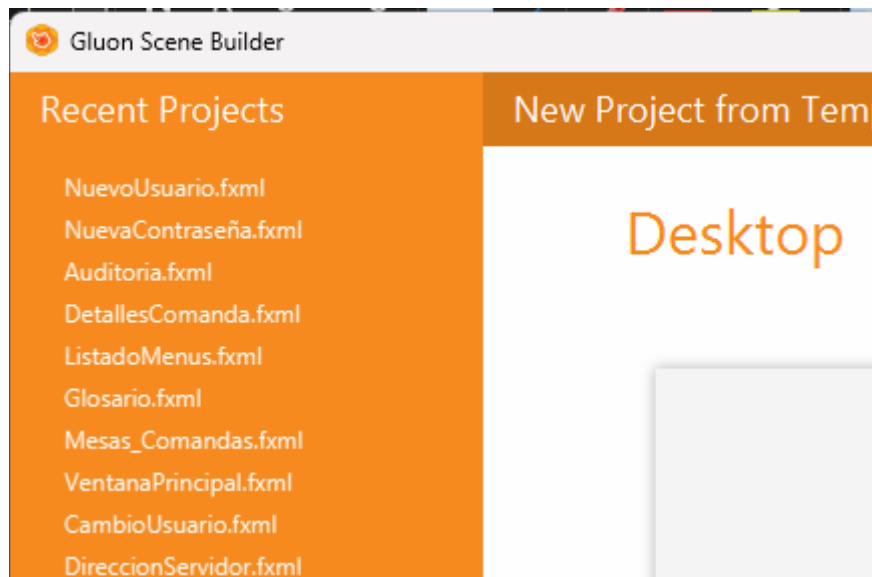 Gluon Scene Builder
Recent Projects
NuevoUsuario.fxml
NuevaContraseña.fxml
Auditoria.fxml
DetallesComanda.fxml
ListadoMenus.fxml
Glosario.fxml
Mesas_Comandas.fxml
VentanaPrincipal.fxml
CambioUsuario.fxml
DireccionServidor.fxml
New Project from Tem
Desktop